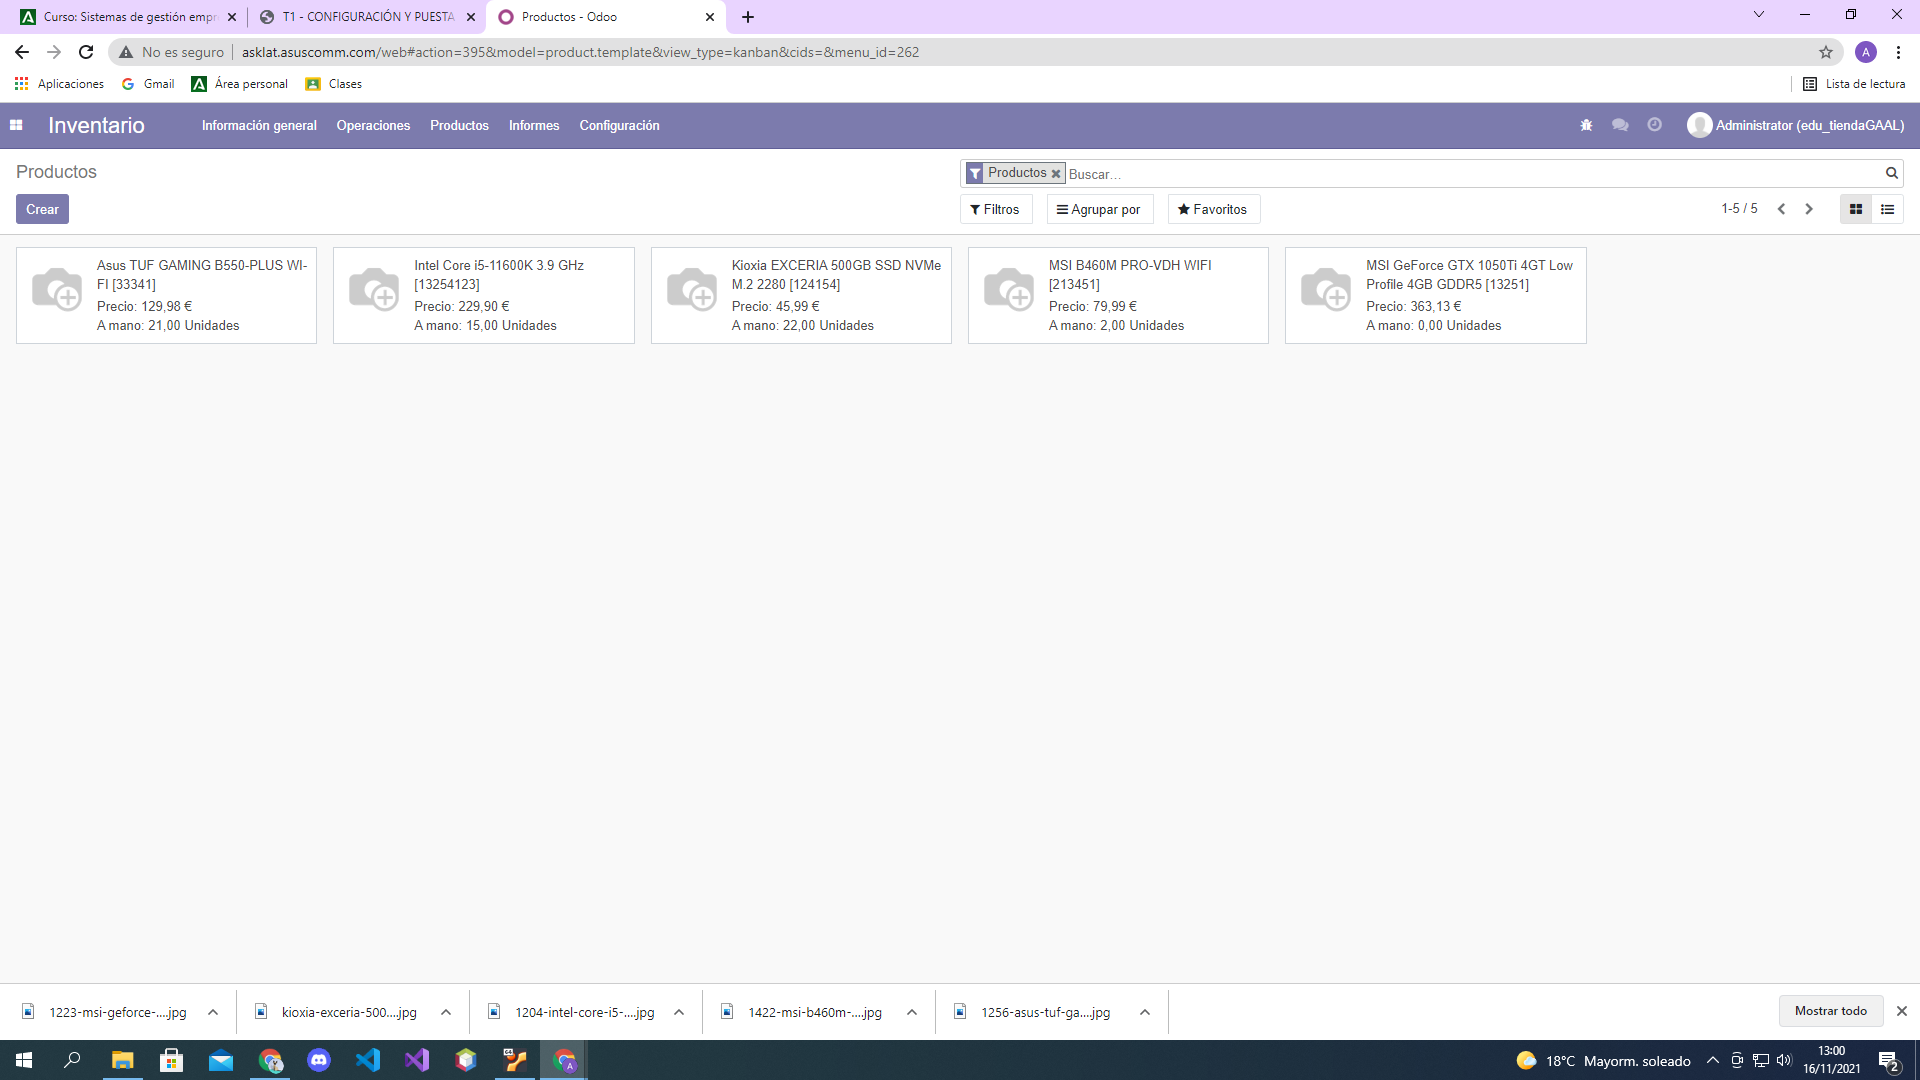 Curso: Sistemas de gestión empr
T1 - CONFIGURACIÓN Y PUESTA
Productos - Odoo
No es seguro
asklat.asuscomm.com/web#action=395&model=product.template&view_type=kanban&cids=&menu_id=262
A
Aplicaciones
Gmail
Área personal
Clases
Lista de lectura
Inventario
Información general
Operaciones
Productos
Informes
Configuración
Administrator (edu_tiendaGAAL)
Productos
Productos
Buscar...
Crear
Filtros
Agrupar por
Favoritos
1-5 / 5
Asus TUF GAMING B550-PLUS WI-
FI [33341]
Precio: 129,98 €
A mano: 21,00 Unidades
Intel Core i5-11600K 3.9 GHz
[13254123]
Precio: 229,90 €
A mano: 15,00 Unidades
Kioxia EXCERIA 500GB SSD NVMe
M.2 2280 [124154]
Precio: 45,99 €
A mano: 22,00 Unidades
MSI B460M PRO-VDH WIFI
[213451]
Precio: 79,99 €
A mano: 2,00 Unidades
MSI GeForce GTX 1050Ti 4GT Low
Profile 4GB GDDR5 [13251]
Precio: 363,13 €
A mano: 0,00 Unidades
1223-msi-geforce-....jpg
kioxia-exceria-500....jpg
1204-intel-core-i5-....jpg
1422-msi-b460m-....jpg
1256-asus-tuf-ga....jpg
Mostrar todo
18°C Mayorm. soleado
13:00
16/11/2021
2